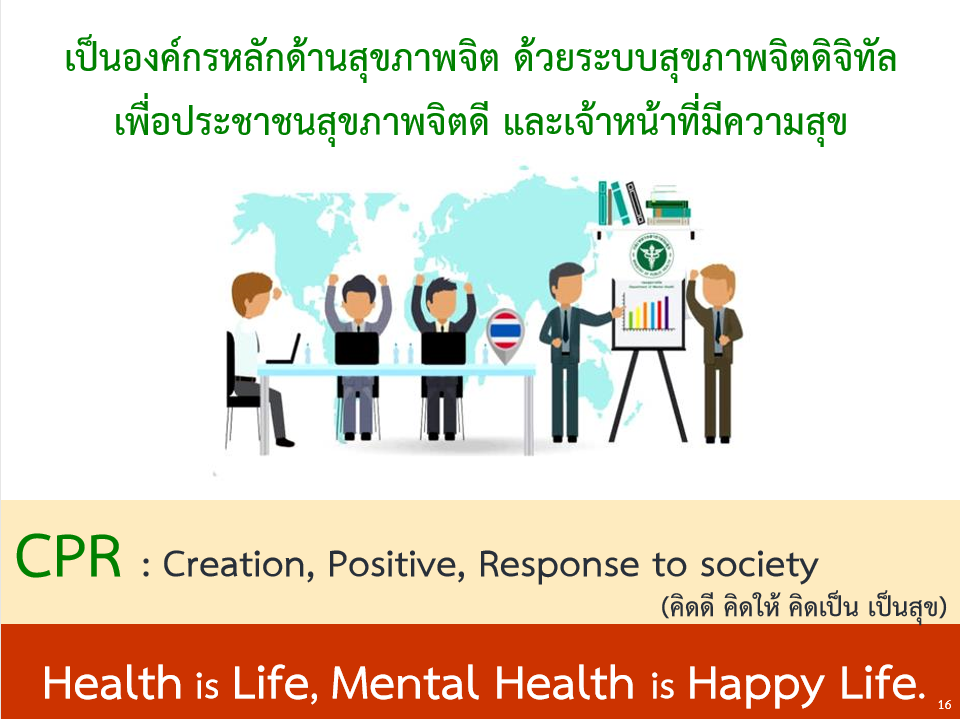 เป็นองค์กรหลักด้านสุขภาพจิต ด้วยระบบสุขภาพจิตดิจิทัล
เพื่อประชาชนสุขภาพจิตดี และเจ้าหน้าที่มีความสุข
CPR : Creation, Positive, Response to society
(คิดดี คิดให้ คิดเป็น เป็นสุข)
Health is Life, Mental Health is Happy Life.
16